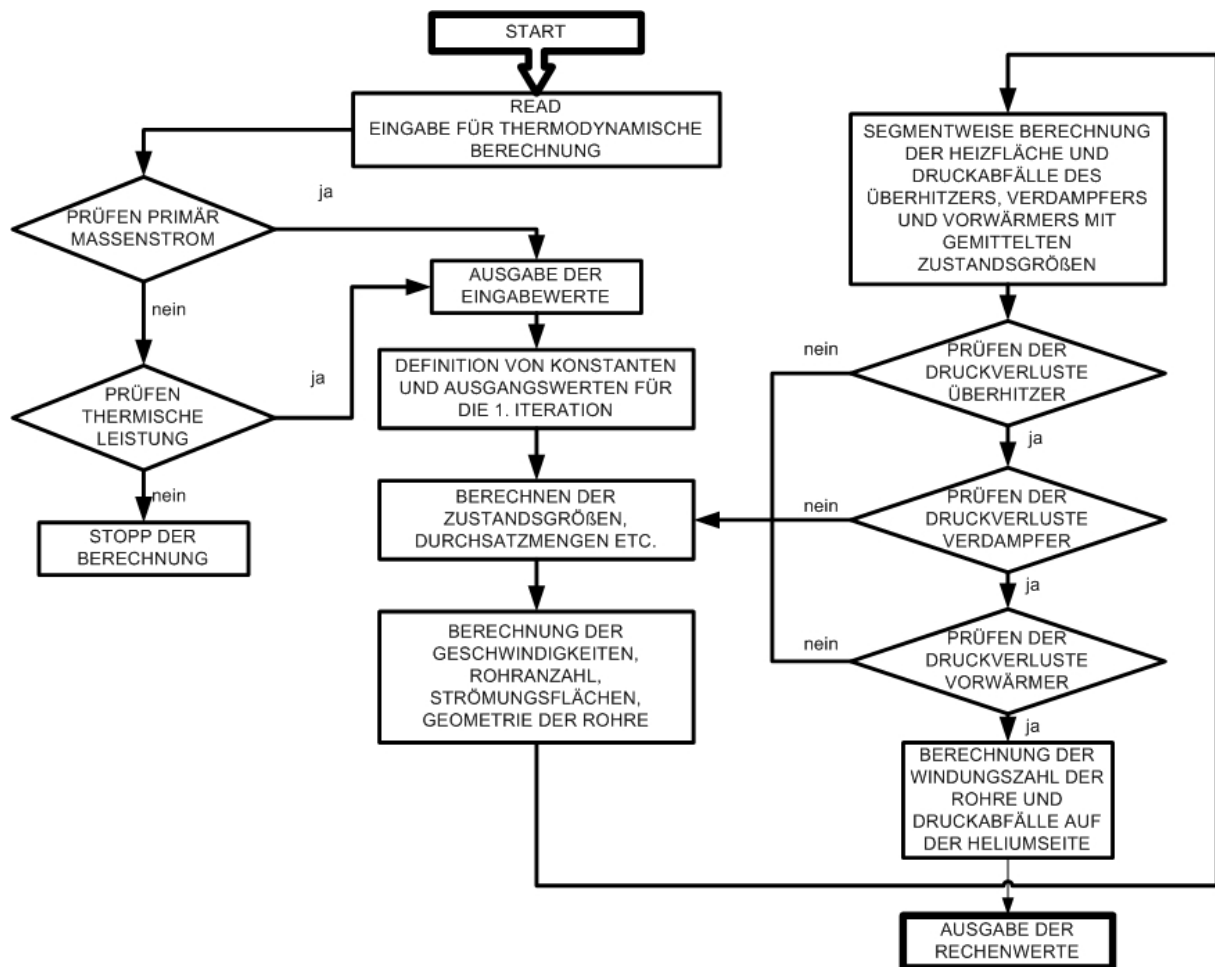 START
READ
EINGABE FÜR THERMODYNAMISCHE
BERECHNUNG
PRÜFEN PRIMÄR
MASSENSTROM
ja
nein
AUSGABE DER
EINGABEWERTE
PRÜFEN
THERMISCHE
LEISTUNG
ja
nein
STOPP DER
BERECHNUNG
DEFINITION VON KONSTANTEN
UND AUSGANGSWERTEN FÜR
DIE 1. ITERATION
BERECHNEN DER
ZUSTANDSGRÖßEN,
DURCHSATZMENGEN ETC.
BERECHNUNG DER
GESCHWINDIGKEITEN,
ROHRANZAHL,
STRÖMUNGSFLÄCHEN,
GEOMETRIE DER ROHRE
SEGMENTWEISE BERECHNUNG
DER HEIZFLÄCHE UND
DRUCKABFÄLLE DES
ÜBERHITZERS, VERDAMPFERS
UND VORWÄRMERS MIT
GEMITTELTEN
ZUSTANDSGRÖßEN
nein
PRÜFEN DER
DRUCKVERLUSTE
ÜBERHITZER
ja
nein
PRÜFEN DER
DRUCKVERLUSTE
VERDAMPFER
ja
nein
PRÜFEN DER
DRUCKVERLUSTE
VORWÄRMER
ja
BERECHNUNG DER
WINDUNGSZAHL DER
ROHRE UND
DRUCKABFÄLLE AUF
DER HELIUMSEITE
AUSGABE DER
RECHENWERTE